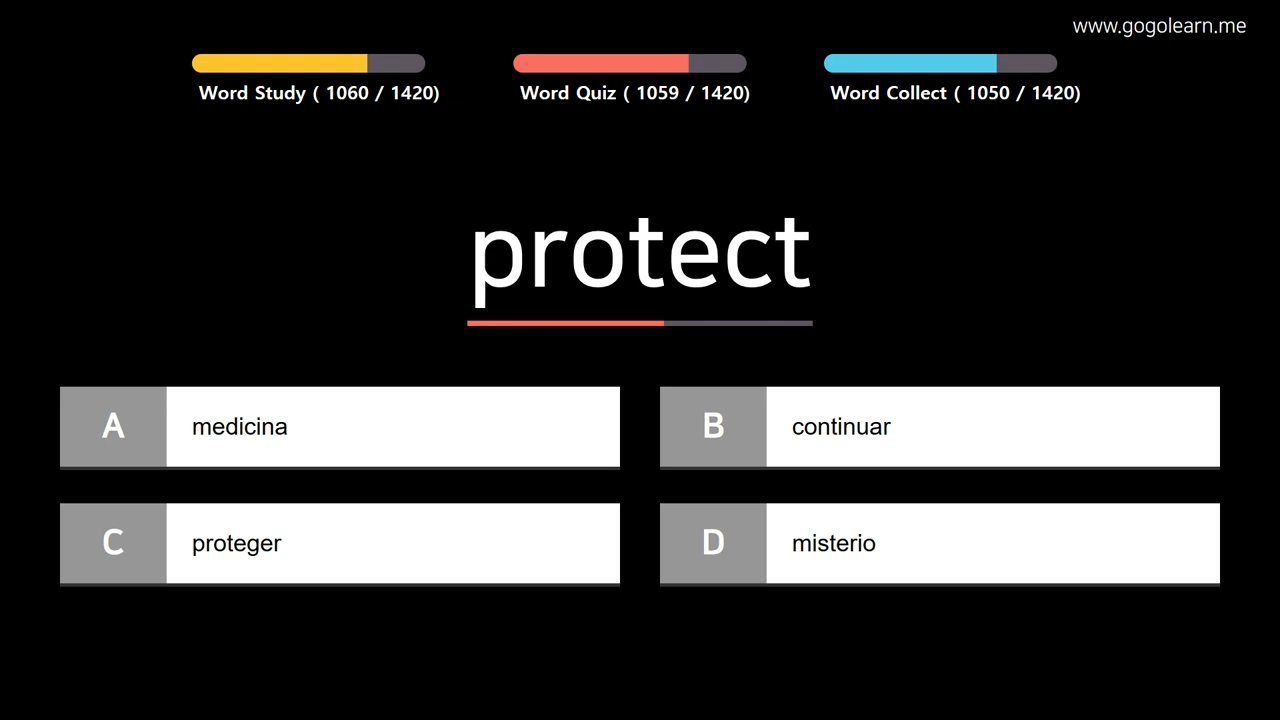 www.gogolearn.me
Word Study ( 1060 / 1420)
Word Quiz ( 1059 / 1420)
Word Collect ( 1050 / 1420)
protect
A medicina
B continuar
C proteger
D misterio